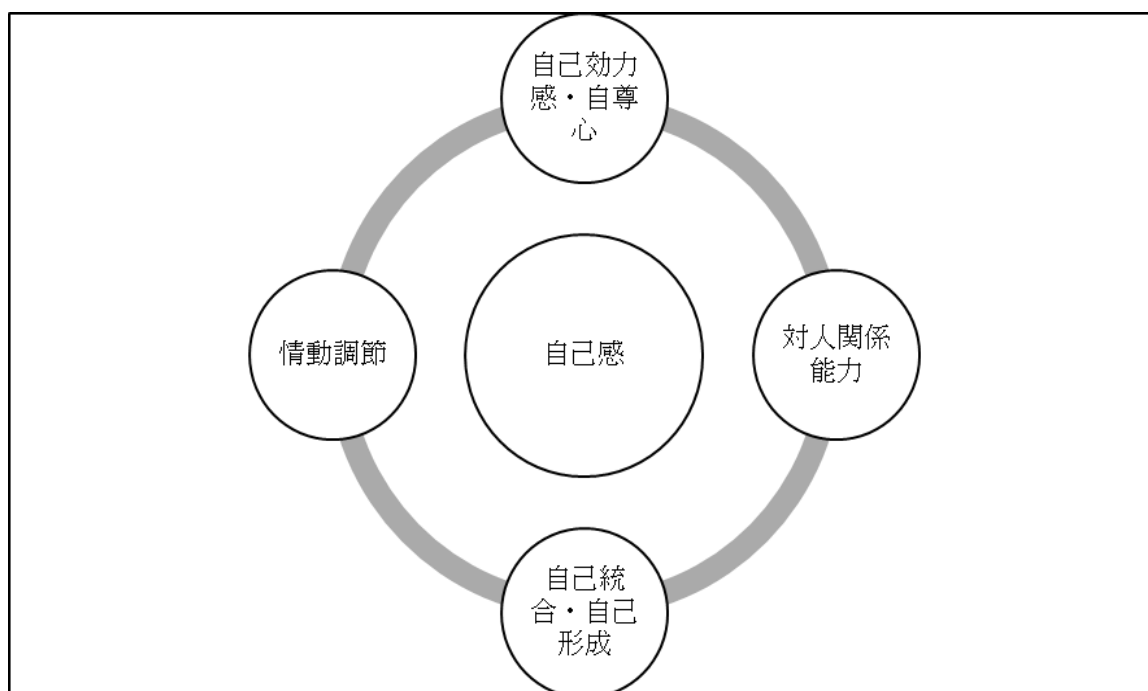 自己効力
感・自尊
心
情動調節
自己感
対人関係
能力
自己統
合・自己
形成